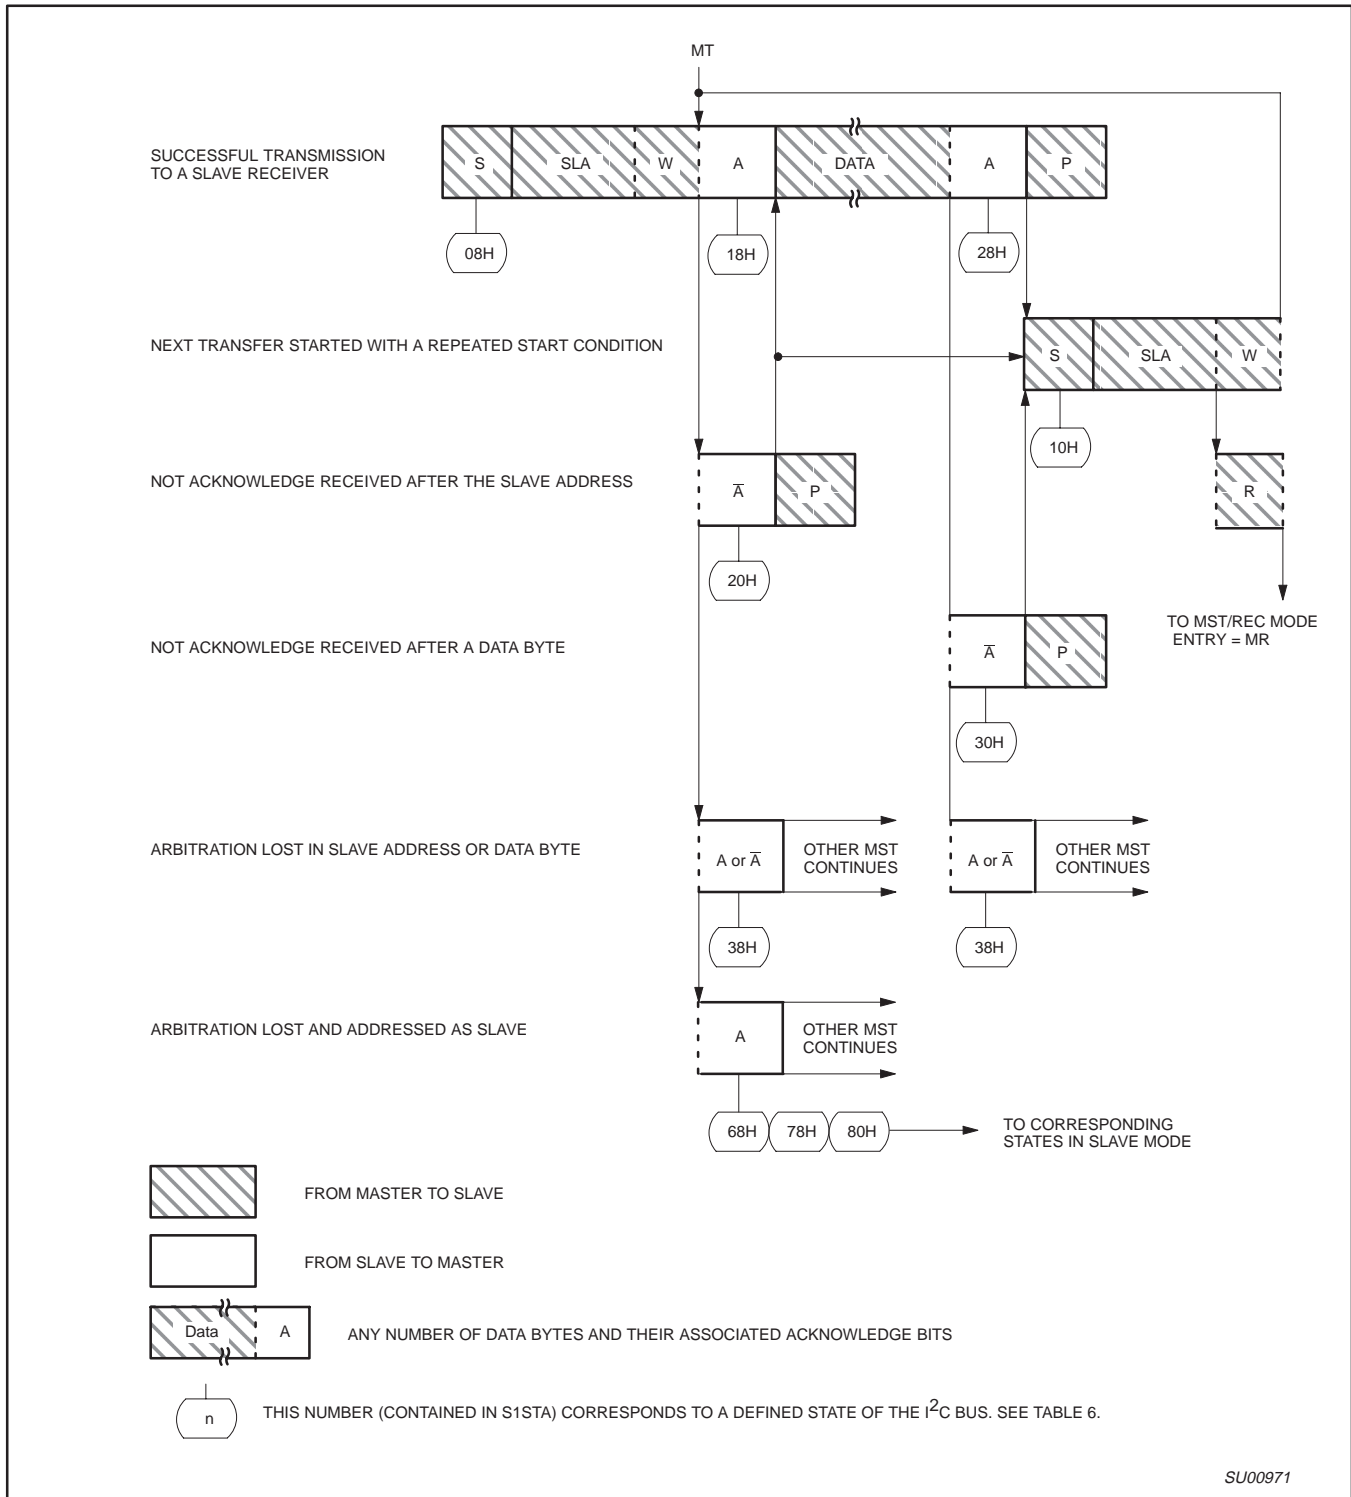 MT
SUCCESSFUL TRANSMISSION
TO A SLAVE RECEIVER
S SLA W A DATA A P
08H 18H 28H
NEXT TRANSFER STARTED WITH A REPEATED START CONDITION
S SLA W
10H
NOT ACKNOWLEDGE RECEIVED AFTER THE SLAVE ADDRESS
A̅ P
R
20H
TO MST/REC MODE
ENTRY = MR
NOT ACKNOWLEDGE RECEIVED AFTER A DATA BYTE
A̅ P
30H
ARBITRATION LOST IN SLAVE ADDRESS OR DATA BYTE
A or A̅
OTHER MST
CONTINUES
A or A̅
OTHER MST
CONTINUES
38H 38H
ARBITRATION LOST AND ADDRESSED AS SLAVE
A
OTHER MST
CONTINUES
68H 78H 80H
TO CORRESPONDING
STATES IN SLAVE MODE
FROM MASTER TO SLAVE
FROM SLAVE TO MASTER
Data A
ANY NUMBER OF DATA BYTES AND THEIR ASSOCIATED ACKNOWLEDGE BITS
n
THIS NUMBER (CONTAINED IN S1STA) CORRESPONDS TO A DEFINED STATE OF THE I²C BUS. SEE TABLE 6.
SU00971